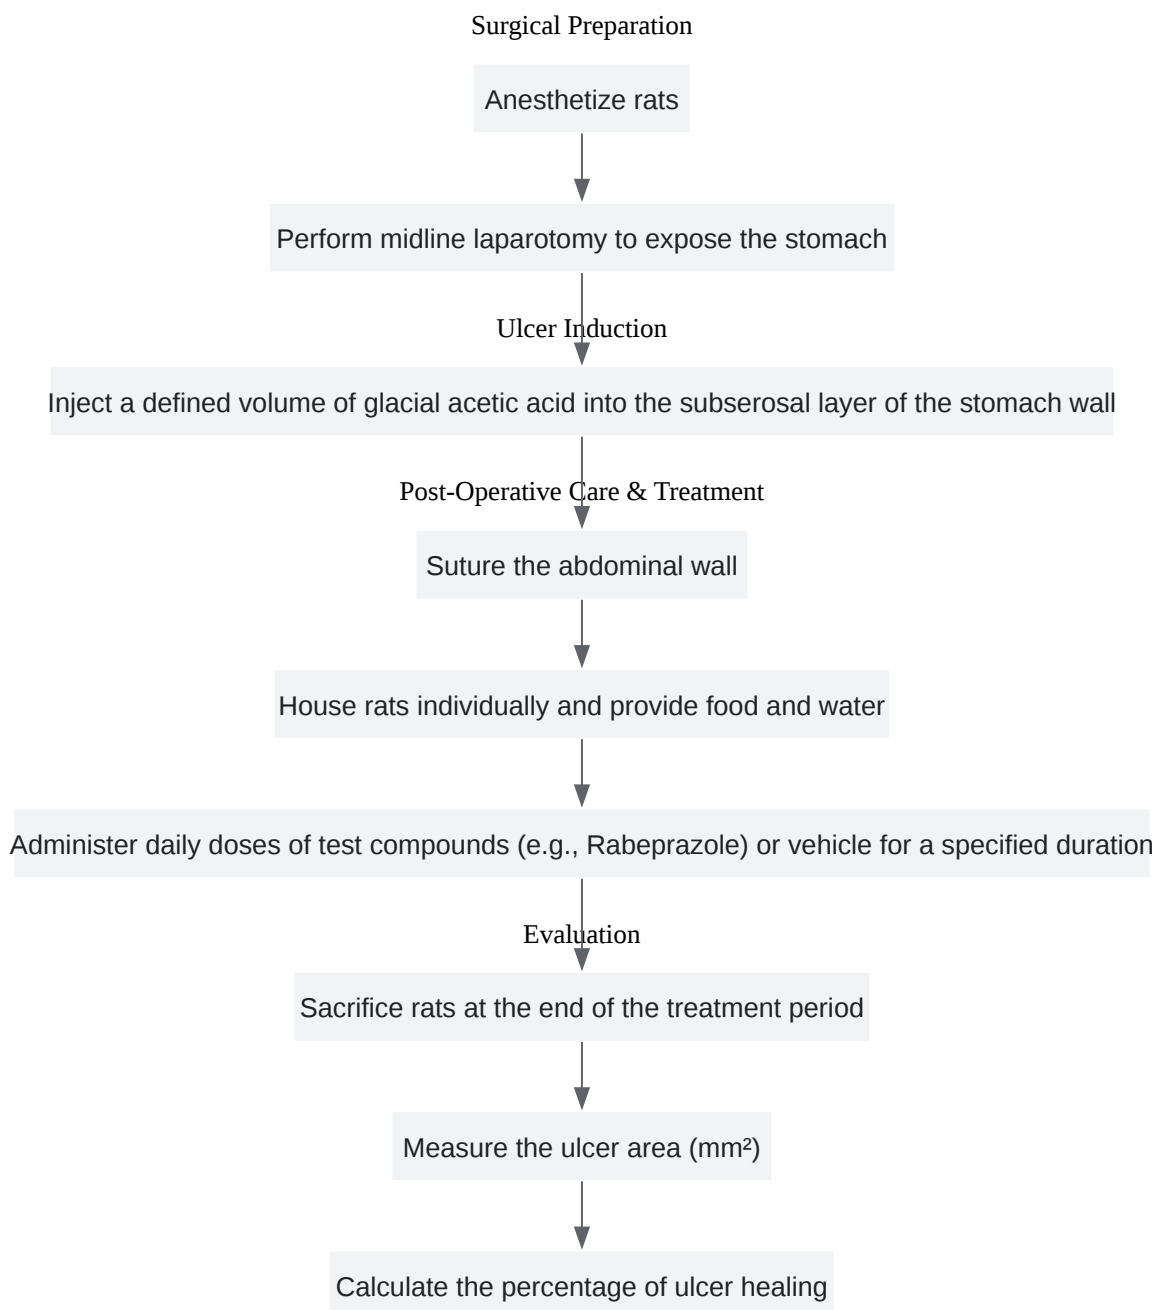 Surgical Preparation
Anesthetize rats
Perform midline laparotomy to expose the stomach
Ulcer Induction
Inject a defined volume of glacial acetic acid into the subserosal layer of the stomach wall
Post-Operative Care & Treatment
Suture the abdominal wall
House rats individually and provide food and water
Administer daily doses of test compounds (e.g., Rabeprazole) or vehicle for a specified duration
Evaluation
Sacrifice rats at the end of the treatment period
Measure the ulcer area (mm²)
Calculate the percentage of ulcer healing